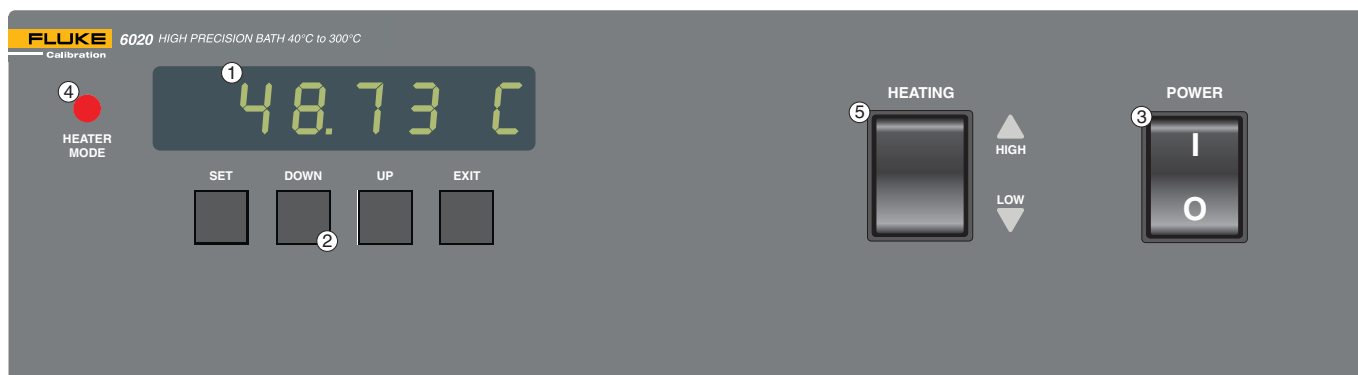 FLUKE
Calibration
6020 HIGH PRECISION BATH 40°C to 300°C
1
48.73 C
4
HEATER
MODE
SET DOWN UP EXIT
2
HEATING
5
HIGH
LOW
POWER
3
I
O